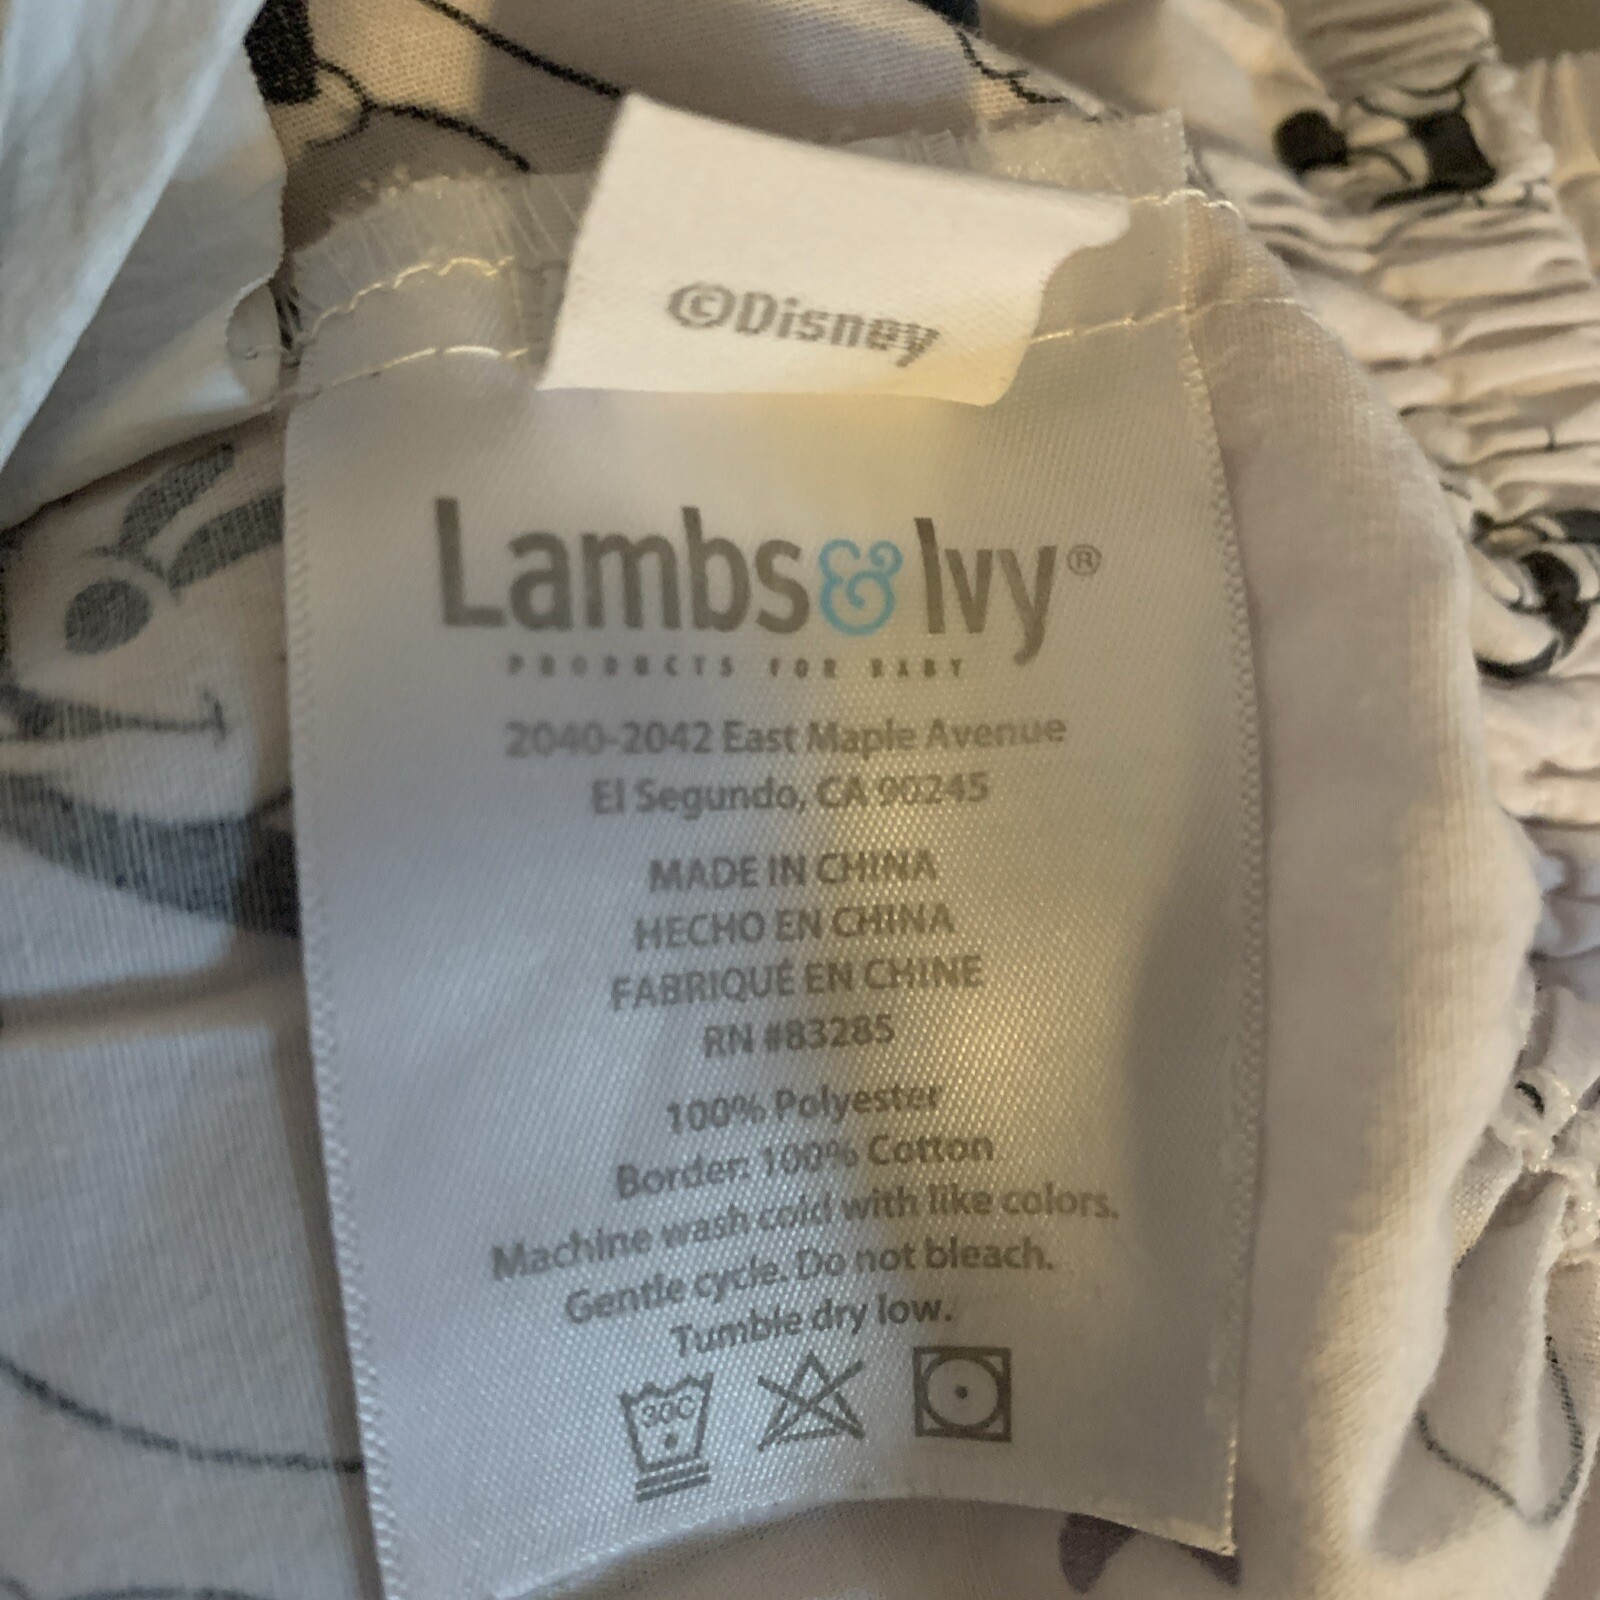 ©Disney
Lambs & Ivy®
PRODUCTS FOR BABY
2040-2042 East Maple Avenue
El Segundo, CA 90245
MADE IN CHINA
HECHO EN CHINA
FABRIQUÉ EN CHINE
RN #83285
100% Polyester
Border: 100% Cotton
Machine wash cold with like colors.
Gentle cycle. Do not bleach.
Tumble dry low.
30C